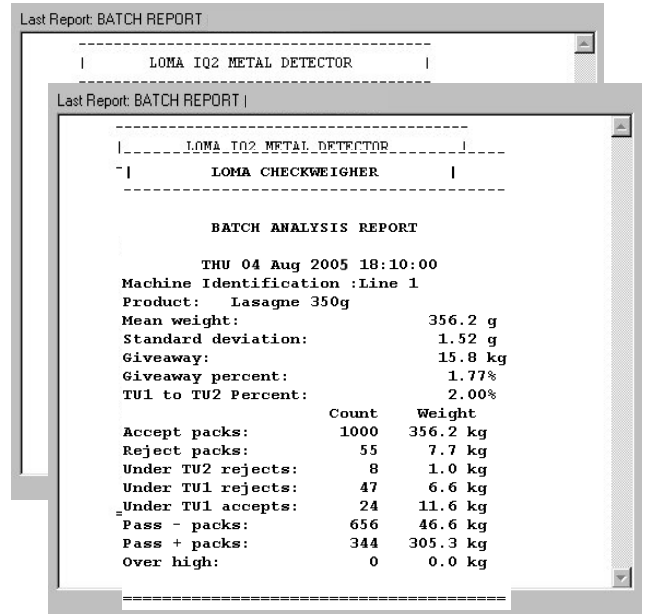 Last Report: BATCH REPORT
| LOMA IQ2 METAL DETECTOR |
Last Report: BATCH REPORT |
|______LOMA IQ2 METAL DETECTOR______|____
| LOMA CHECKWEIGHER |
BATCH ANALYSIS REPORT
THU 04 Aug 2005 18:10:00
Machine Identification :Line 1
Product: Lasagne 350g
Mean weight: 356.2 g
Standard deviation: 1.52 g
Giveaway: 15.8 kg
Giveaway percent: 1.77%
TU1 to TU2 Percent: 2.00%
Count Weight
Accept packs: 1000 356.2 kg
Reject packs: 55 7.7 kg
Under TU2 rejects: 8 1.0 kg
Under TU1 rejects: 47 6.6 kg
Under TU1 accepts: 24 11.6 kg
Pass - packs: 656 46.6 kg
Pass + packs: 344 305.3 kg
Over high: 0 0.0 kg